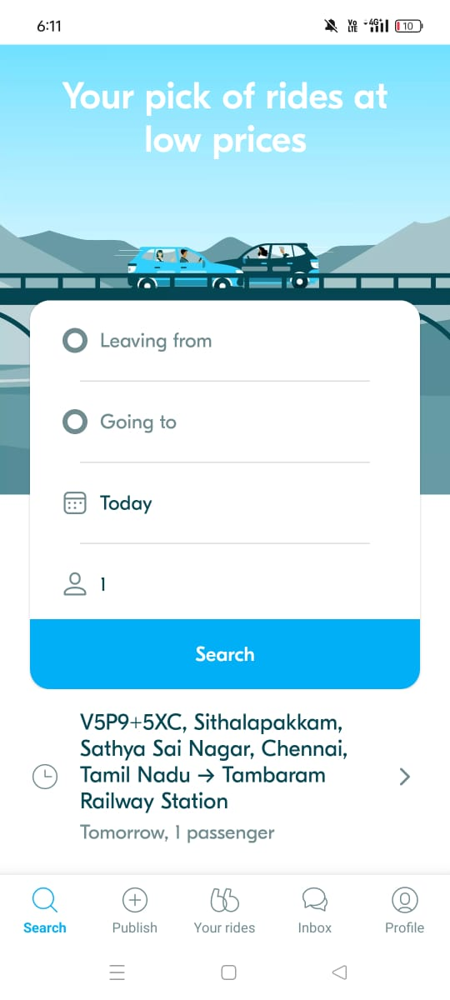 6:11
Vo LTE 4G+ 10
Your pick of rides at
low prices
Leaving from
Going to
Today
1
Search
V5P9+5XC, Sithalapakkam,
Sathya Sai Nagar, Chennai,
Tamil Nadu → Tambaram
Railway Station
Tomorrow, 1 passenger
Search Publish Your rides Inbox Profile